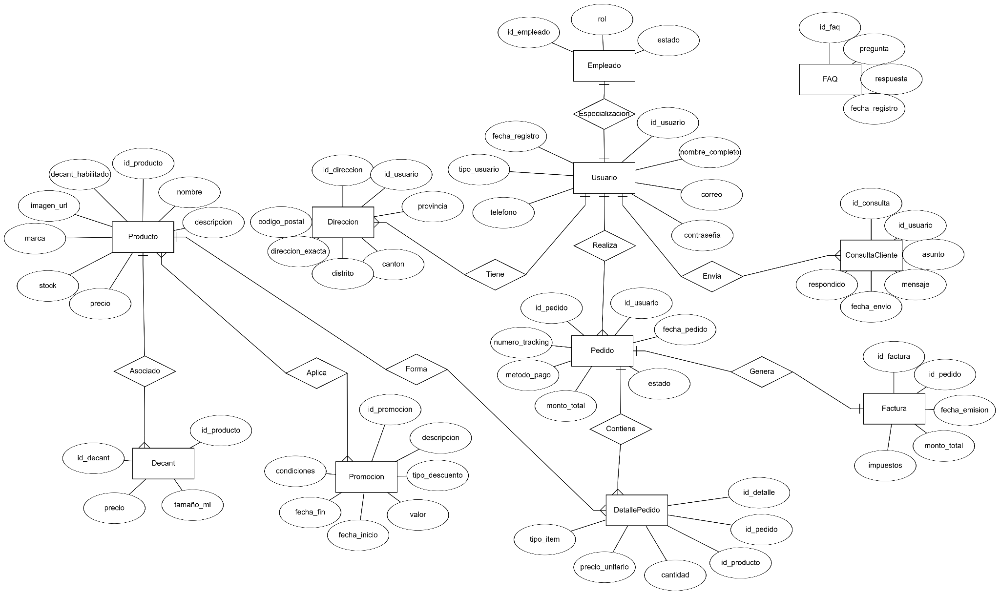 rol
id_empleado
estado
Empleado
id_faq
pregunta
FAQ
respuesta
fecha_registro
Especializacion
fecha_registro
id_usuario
nombre_completo
tipo_usuario
Usuario
correo
telefono
contraseña
id_producto
decant_habilitado
nombre
imagen_url
descripcion
marca
Producto
stock
precio
id_direccion
id_usuario
provincia
codigo_postal
Direccion
direccion_exacta
canton
distrito
Tiene
Realiza
Envia
id_consulta
id_usuario
ConsultaCliente
asunto
respondido
mensaje
fecha_envio
id_pedido
id_usuario
fecha_pedido
numero_tracking
Pedido
metodo_pago
estado
monto_total
Asociado
Aplica
Forma
Genera
id_factura
id_pedido
Factura
fecha_emision
monto_total
impuestos
Contiene
id_producto
id_decant
Decant
precio
tamaño_ml
id_promocion
descripcion
condiciones
Promocion
tipo_descuento
fecha_fin
valor
fecha_inicio
id_detalle
DetallePedido
id_pedido
tipo_item
precio_unitario
cantidad
id_producto